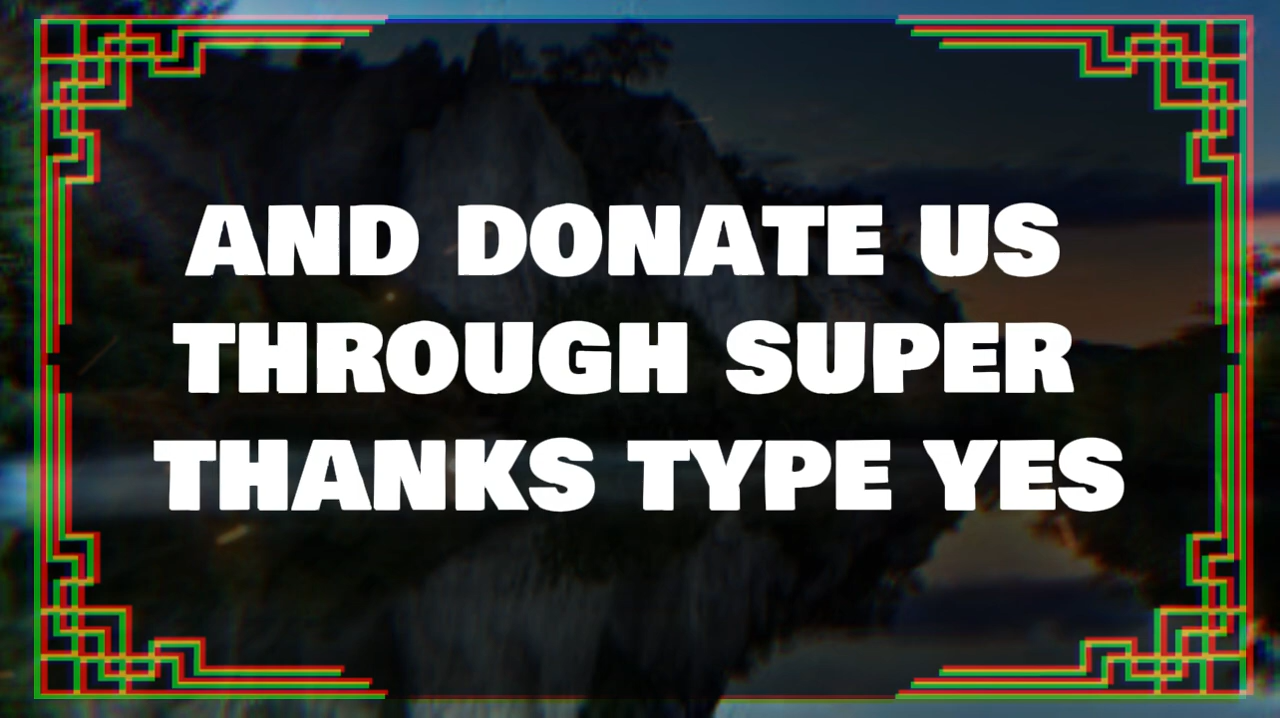 AND DONATE US
THROUGH SUPER
THANKS TYPE YES